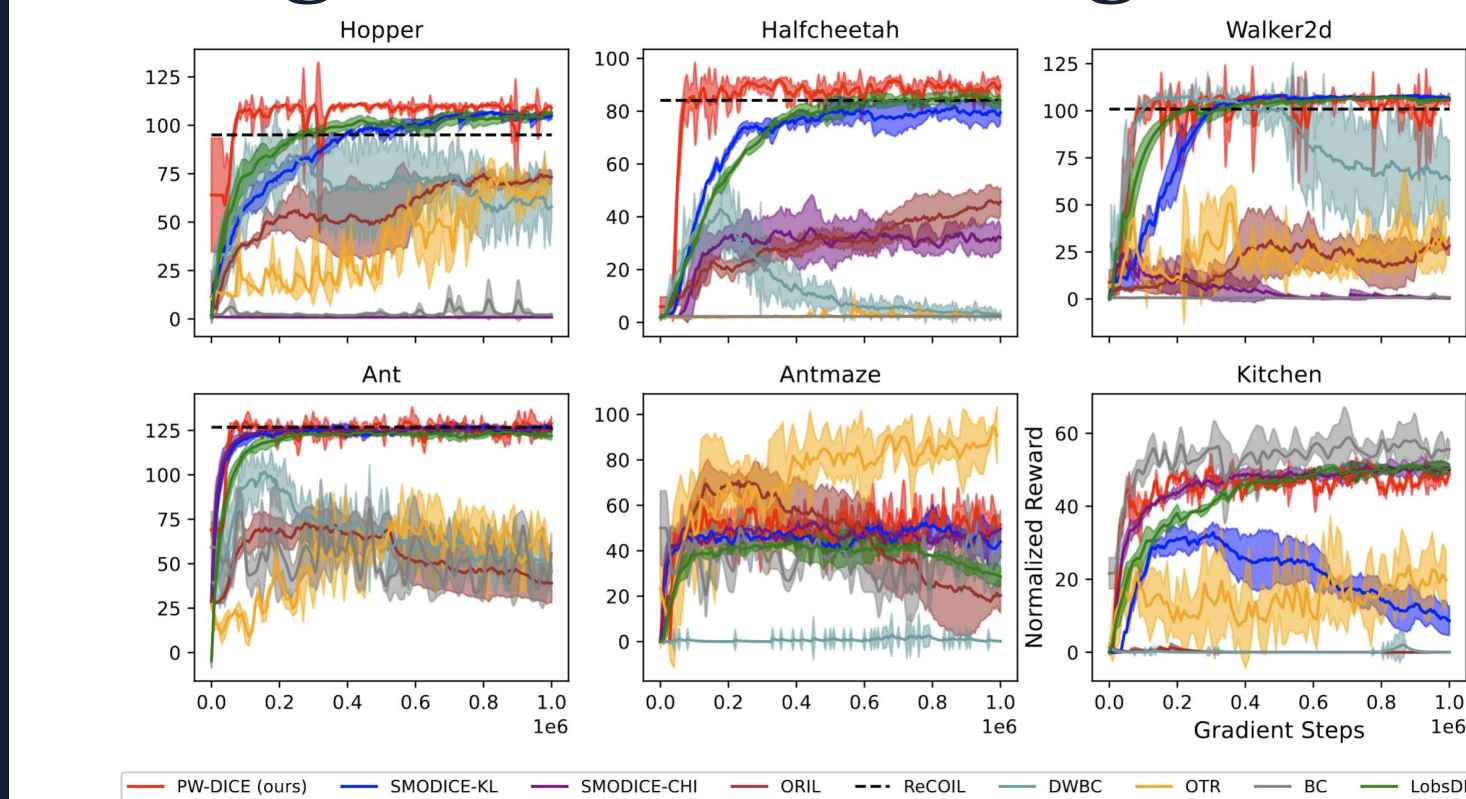 Hopper Halfcheetah Walker2d
125 100 125
100 80 100
75 60 75
50 40 50
25 20 25
0 0 0
Ant Antmaze Kitchen
125 100 60
100 80
75 60 40
50 40 20
25 20
0 0 0
Normalized Reward
0.0 0.2 0.4 0.6 0.8 1.0 0.0 0.2 0.4 0.6 0.8 1.0 0.0 0.2 0.4 0.6 0.8 1.0
1e6 1e6 Gradient Steps 1e6
PW-DICE (ours) SMODICE-KL SMODICE-CHI ORIL ReCOIL DWBC OTR BC